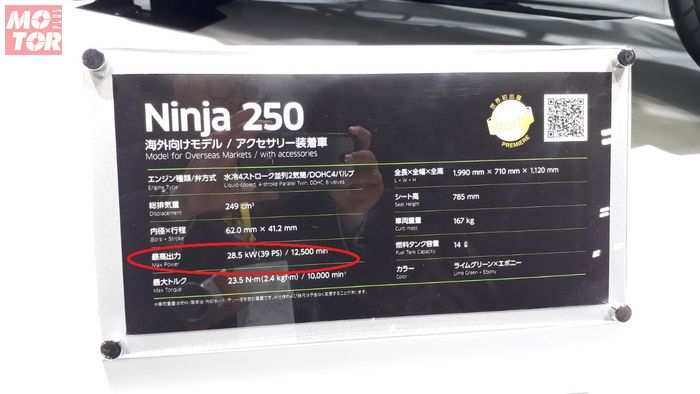 MO
TOR
PLUS
Ninja 250
海外向けモデル / アクセサリー装着車
Model for Overseas Markets / with accessories
エンジン種類/弁方式 水冷4ストローク並列2気筒/DOHC4バルブ
Engine Type Liquid-cooled, 4-stroke Parallel Twin, DOHC, 8-valves
総排気量 249 cm³
Displacement
内径×行程 62.0 mm × 41.2 mm
Bore × Stroke
最高出力 28.5 kW(39 PS) / 12,500 min
Max Power
最大トルク 23.5 N·m(2.4 kgf·m) / 10,000 min⁻¹
Max Torque
世界初出展
World
PREMIERE
全長×全幅×全高 1,990 mm × 710 mm × 1,120 mm
L × W × H
シート高 785 mm
Seat Height
車両重量 167 kg
Curb mass
燃料タンク容量 14 ℓ
Fuel Tank Capacity
カラー ライムグリーン×エボニー
Color Lime Green × Ebony